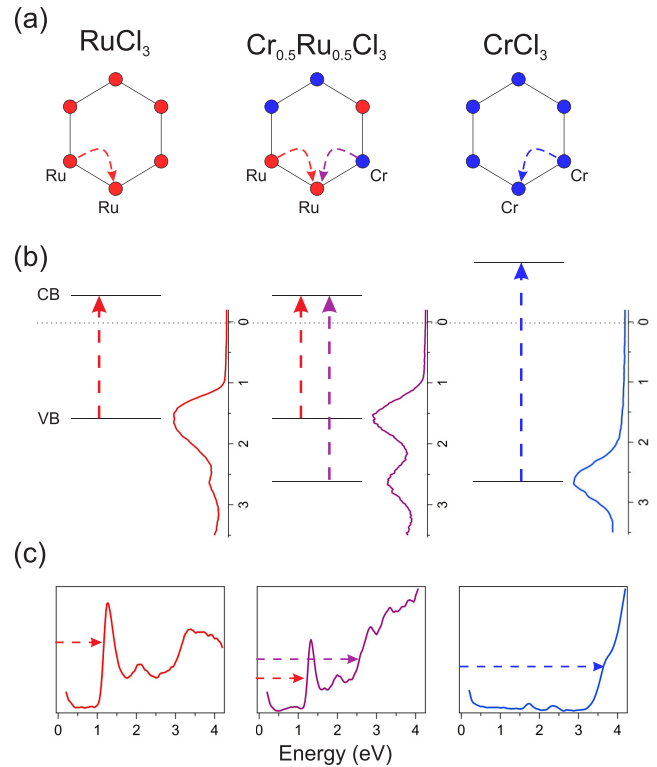 (a)
RuCl3 Cr0.5Ru0.5Cl3 CrCl3
Ru Ru Cr Cr
Ru Ru Cr
(b)
CB 0 0 0
1 1 1
VB
2 2 2
3 3 3
(c)
0 1 2 3 4 0 1 2 3 4 0 1 2 3 4
Energy (eV)